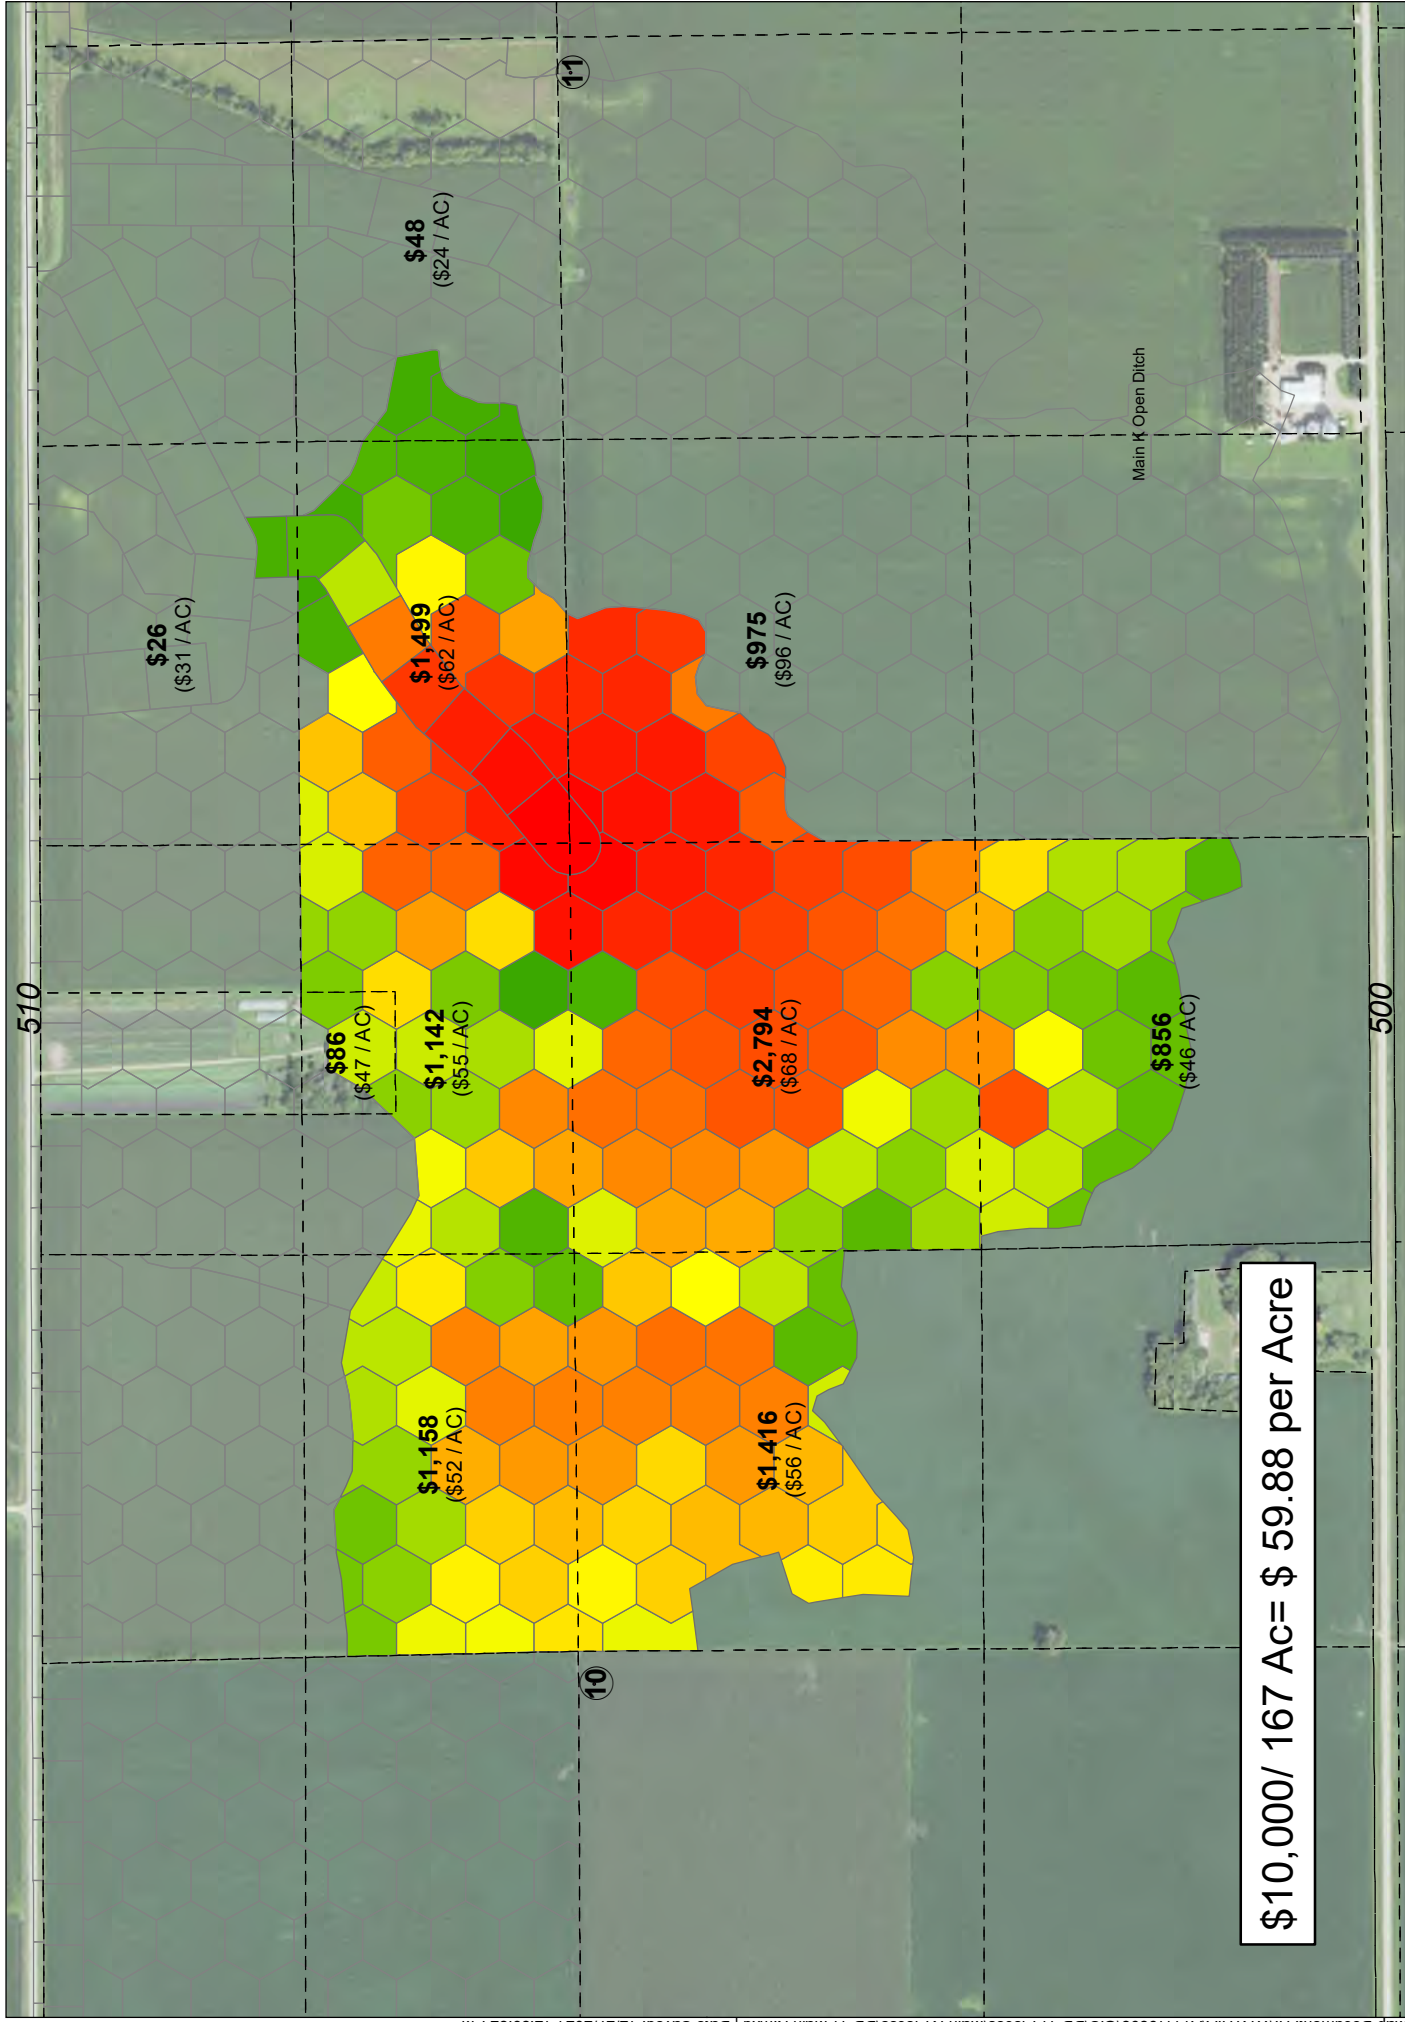 510
11
$48
($24 / AC)
$26
($31 / AC)
$1,499
($62 / AC)
$975
($96 / AC)
Main K Open Ditch
$86
($47 / AC)
$1,142
($55 / AC)
$2,794
($68 / AC)
$856
($46 / AC)
500
$1,158
($52 / AC)
$1,416
($56 / AC)
10
$10,000/ 167 Ac= $ 59.88 per Acre